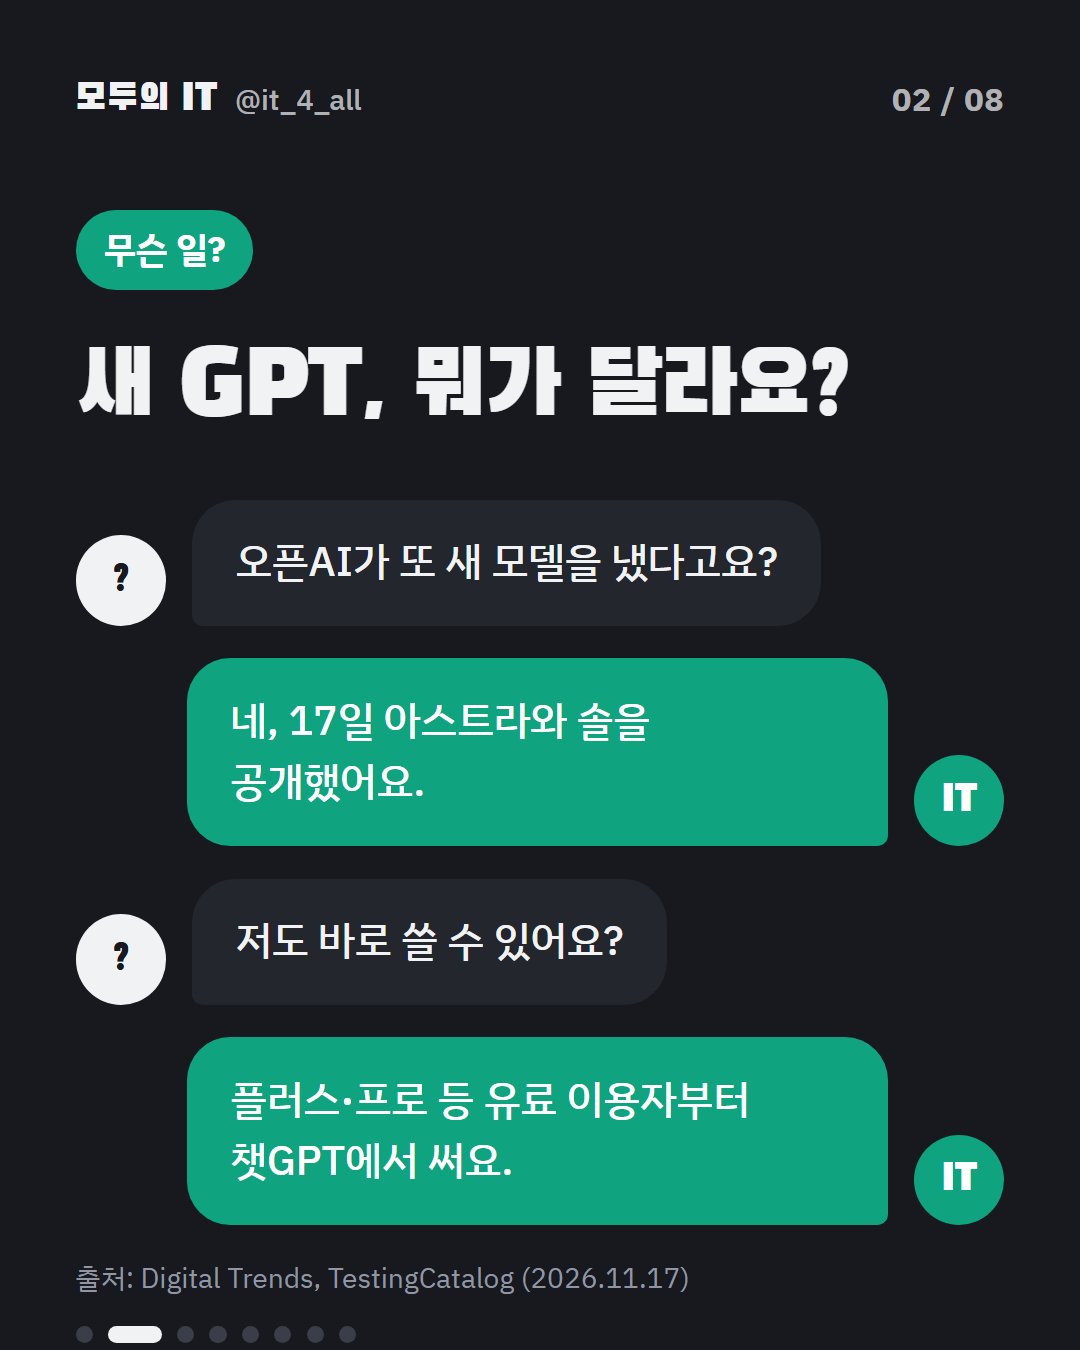 모두의 IT @it_4_all
02 / 08
무슨 일?
새 GPT, 뭐가 달라요?
?
오픈AI가 또 새 모델을 냈다고요?
네, 17일 아스트라와 솔을
공개했어요.
IT
?
저도 바로 쓸 수 있어요?
플러스·프로 등 유료 이용자부터
챗GPT에서 써요.
IT
출처: Digital Trends, TestingCatalog (2026.11.17)